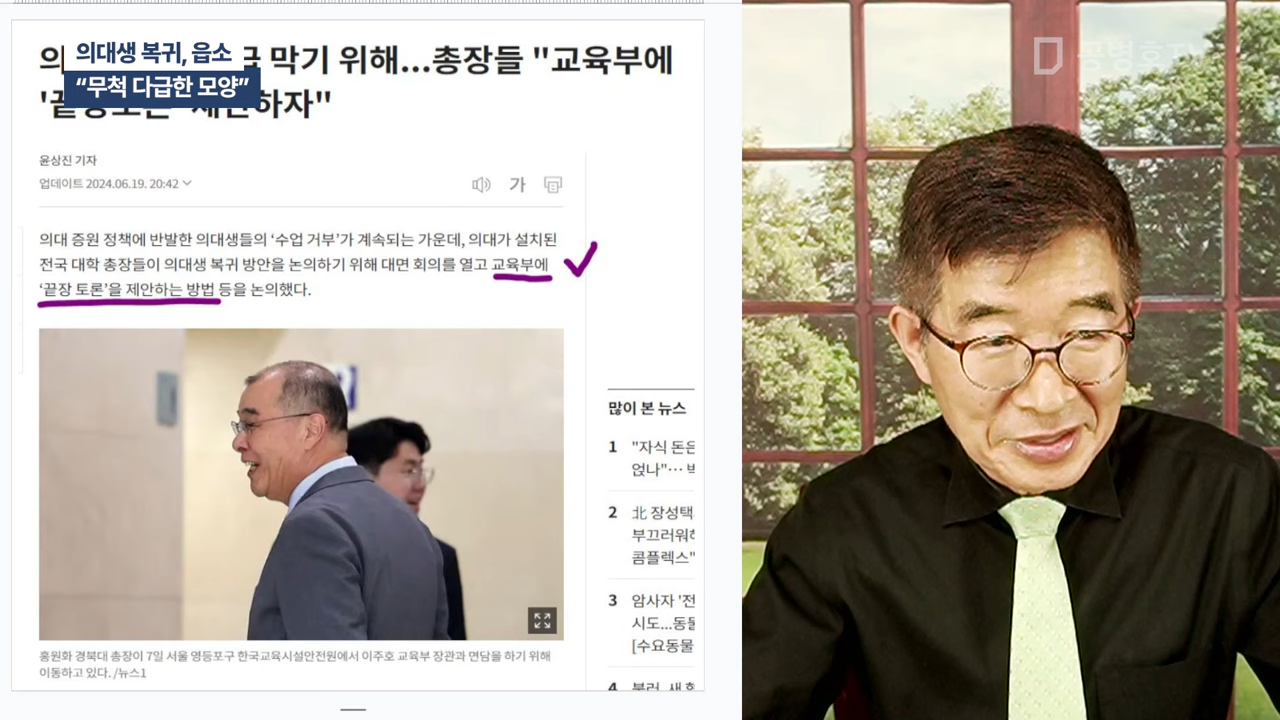 의대생 복귀, 읍소
“무척 다급한 모양”
막기 위해...총장들 "교육부에
제안하자"
공병호
윤상진 기자
업데이트 2024.06.19. 20:42
가
의대 증원 정책에 반발한 의대생들의 ‘수업 거부’가 계속되는 가운데, 의대가 설치된
전국 대학 총장들이 의대생 복귀 방안을 논의하기 위해 대면 회의를 열고 교육부에
‘끝장 토론’을 제안하는 방법 등을 논의했다.
홍원화 경북대 총장이 7일 서울 영등포구 한국교육시설안전원에서 이주호 교육부 장관과 면담을 하기 위해
이동하고 있다. /뉴스1
많이 본 뉴스
1 "자식 돈은
얹나"…
2 北 장성택
부끄러워
콤플렉스"
3 암사자 '전
시도...동물
[수요동물
4